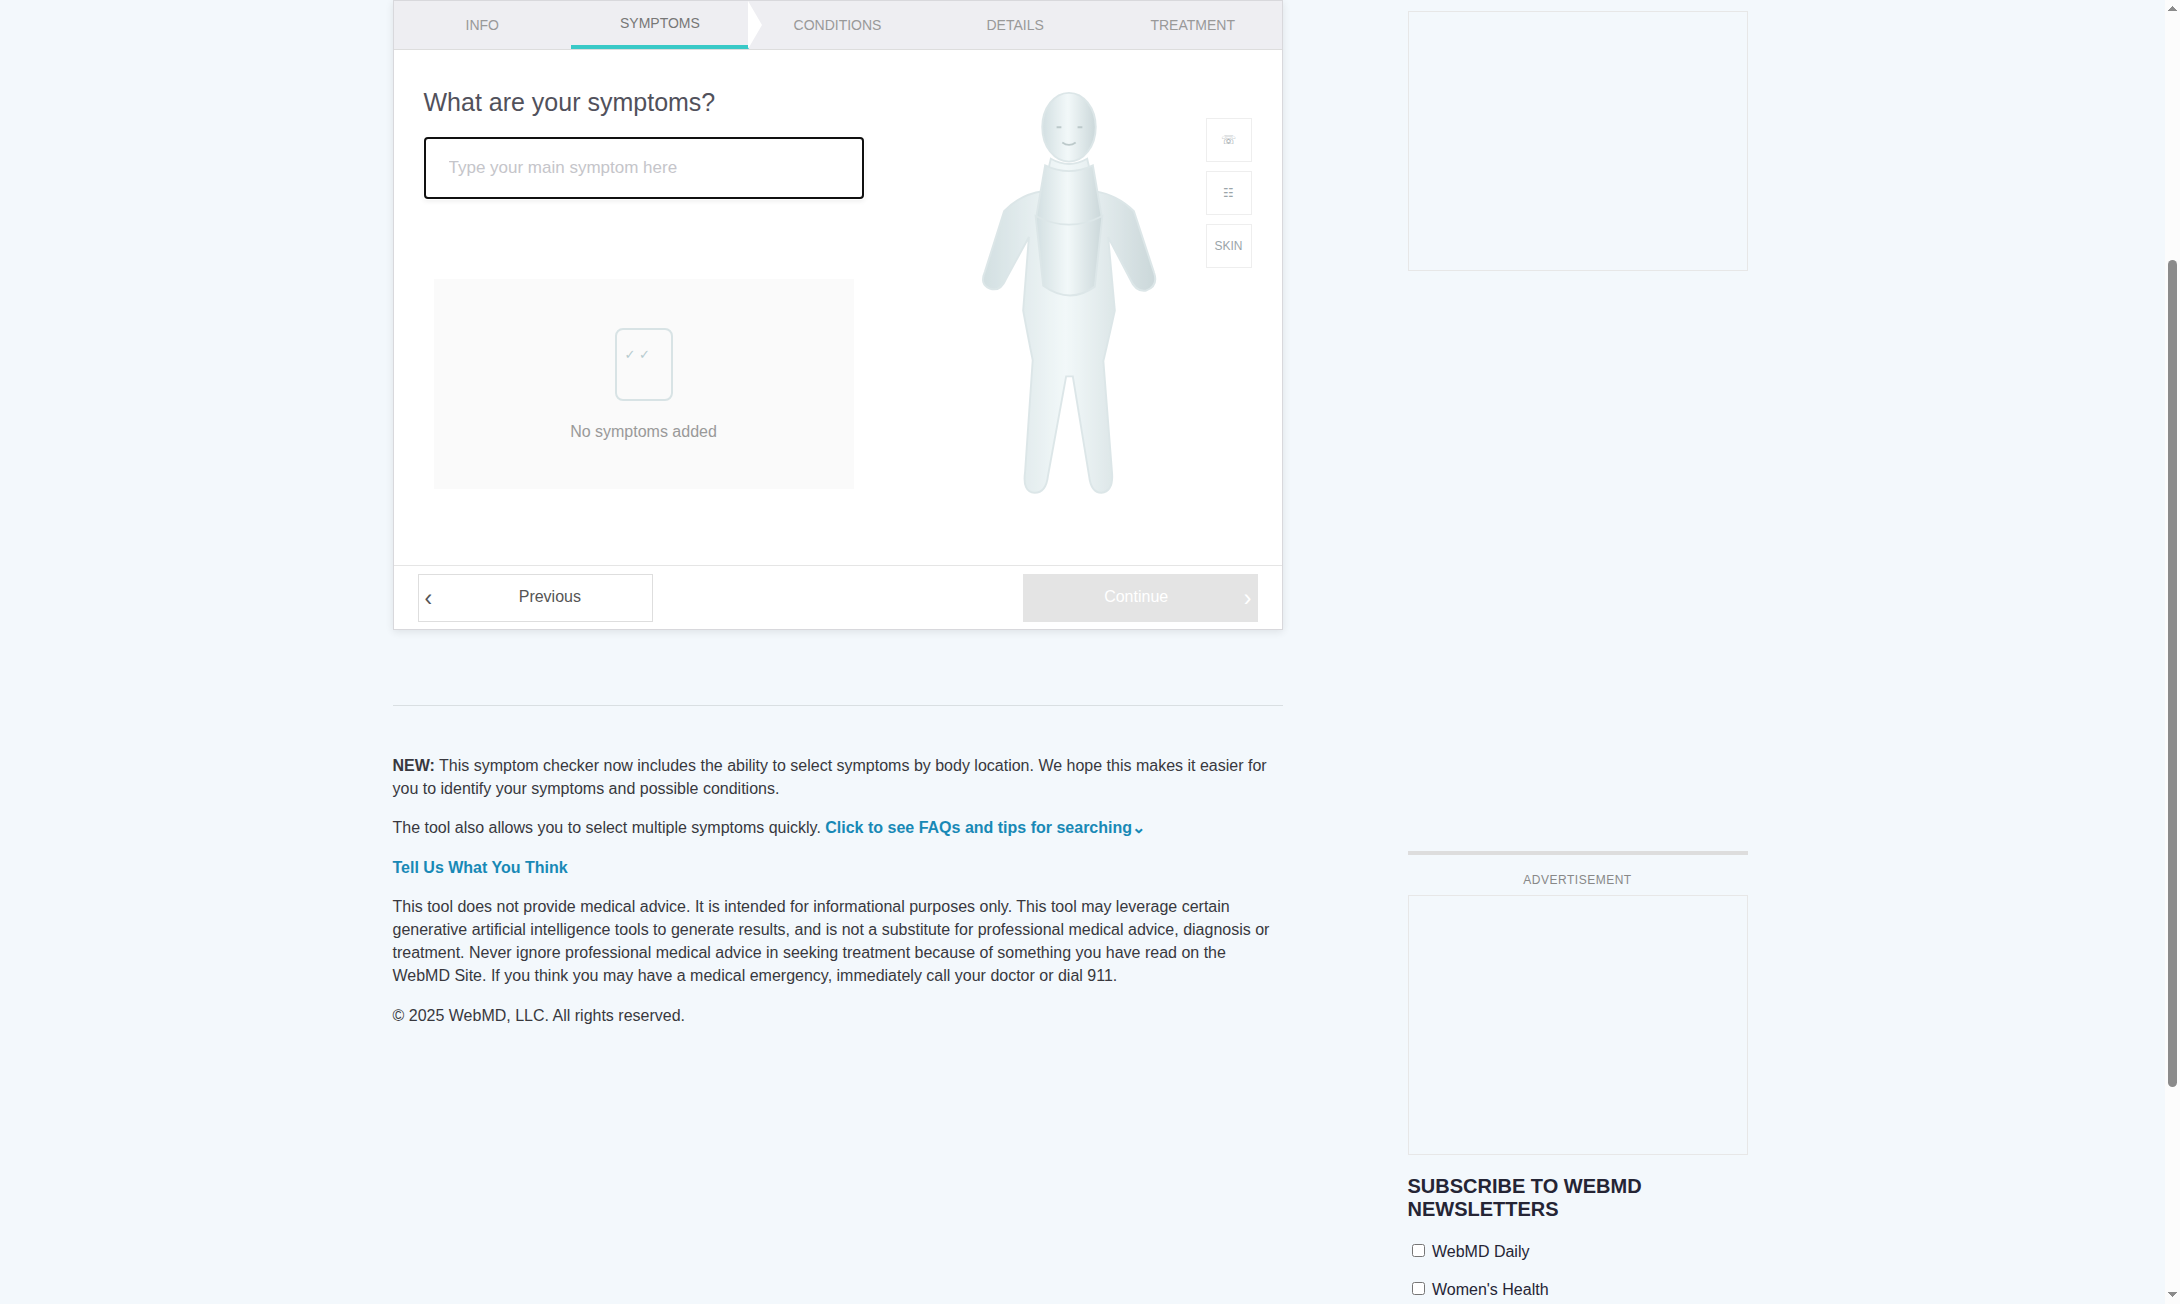 INFO
SYMPTOMS
CONDITIONS
DETAILS
TREATMENT
What are your symptoms?
Type your main symptom here
SKIN
No symptoms added
Previous
Continue
NEW: This symptom checker now includes the ability to select symptoms by body location. We hope this makes it easier for
you to identify your symptoms and possible conditions.
The tool also allows you to select multiple symptoms quickly. Click to see FAQs and tips for searching
Tell Us What You Think
This tool does not provide medical advice. It is intended for informational purposes only. This tool may leverage certain
generative artificial intelligence tools to generate results, and is not a substitute for professional medical advice, diagnosis or
treatment. Never ignore professional medical advice in seeking treatment because of something you have read on the
WebMD Site. If you think you may have a medical emergency, immediately call your doctor or dial 911.
© 2025 WebMD, LLC. All rights reserved.
ADVERTISEMENT
SUBSCRIBE TO WEBMD
NEWSLETTERS
WebMD Daily
Women's Health